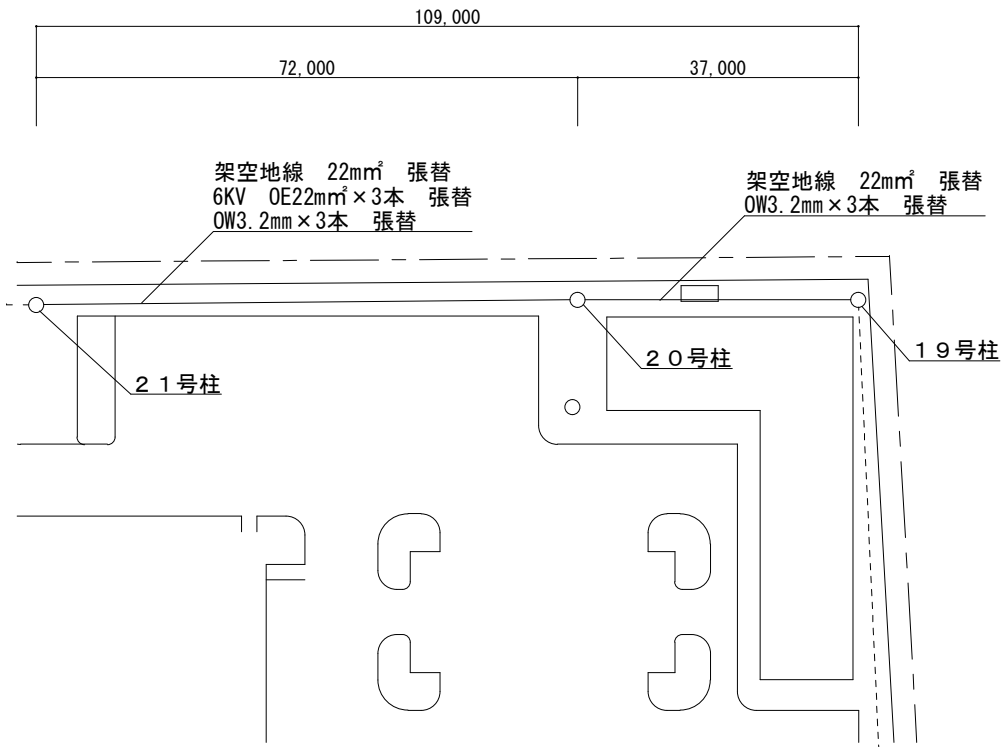 109,000
72,000
37,000
架空地線　22mm²　張替
6KV　OE22mm²×3本　張替
OW3.2mm×3本　張替
架空地線　22mm²　張替
OW3.2mm×3本　張替
２１号柱
２０号柱
１９号柱